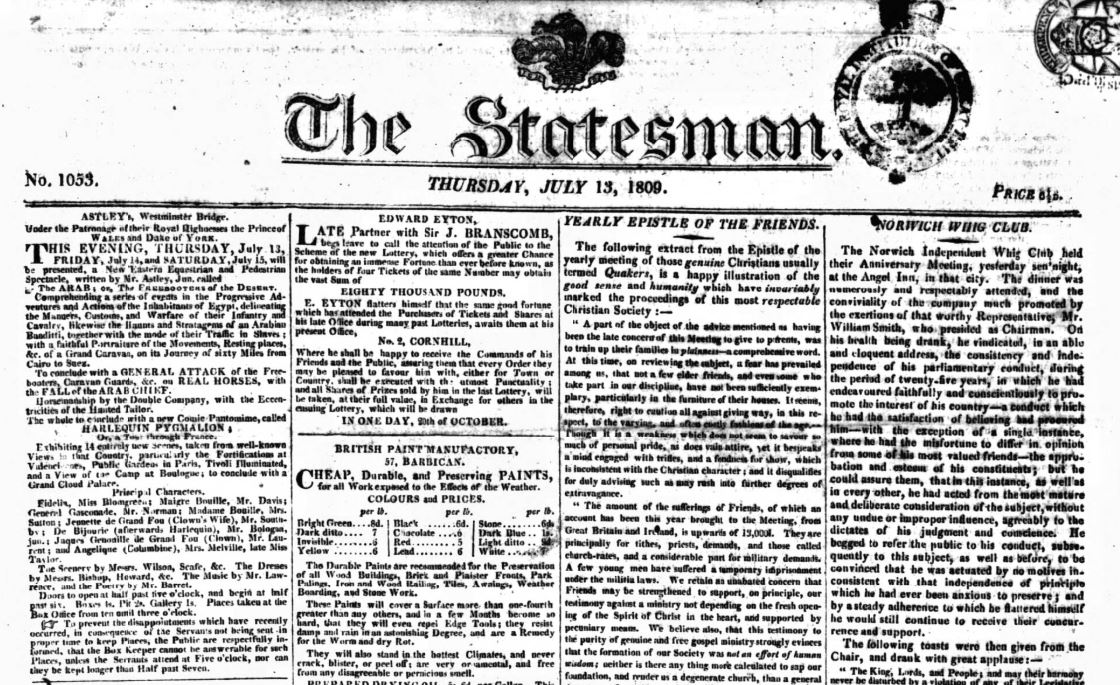 The Statesman.
No. 1053.
THURSDAY, JULY 13, 1809.
PRICE 6½D.
ASTLEY's, Westminster Bridge.
Under the Patronage of their Royal Highnesses the Prince of
WALES and Duke of YORK.
THIS EVENING, THURSDAY, July 13,
FRIDAY, July 14, and SATURDAY, July 15, will
be presented, a New Eastern Equestrian and Pedestrian
Spectacle, written by Mr. Astley, Jun. called
The ARAB; or, The FREEBOOTERS of the DESERT.
Comprehending a series of events in the Progressive Ad-
ventures and Actions of the Inhabitants of Egypt, delineating
the Manners, Customs, and Warfare of their Infantry and
Cavalry, likewise the Haunts and Stratagems of an Arabian
Banditti, together with the mode of their Traffic in Slaves;
with a faithful Portraiture of the Movements, Resting places,
&c. of a Grand Caravan, on its Journey of sixty Miles from
Cairo to Suez.
To conclude with a GENERAL ATTACK of the Free-
booters, Caravan Guards, &c. on REAL HORSES, with
the FALL of the ARAB CHIEF.
Horsemanship by the Double Company, with the Eccen-
tricities of the Hunted Tailor.
The whole to conclude with a new Comic Pantomime, called
HARLEQUIN PYGMALION;
Or, a Tour through France.
Exhibiting 14 entirely new Scenes, taken from well-known
Views in that Country, particularly the Fortifications at
Valenciennes, Public Gardens in Paris, Tivoli Illuminated,
and a View of the Camp at Boulogne; to conclude with a
Grand Cloud Palace.
Principal Characters.
Fidelia, Miss Blomgreen; Maigre Bouille, Mr. Davis;
General Gasconade, Mr. Norman; Madame Bouille, Mrs.
Sutton; Jennette de Grand Fou (Clown's Wife), Mr. South-
by; De Bijoutie (afterwards Harlequin), Mr. Bologna,
jun.; Jaques Grenouille de Grand Fou (Clown), Mr. Lau-
rent; and Angelique (Columbine), Mrs. Melville, late Miss
Taylor.
The Scenery by Messrs. Wilson, Scafe, &c. The Dresses
by Messrs. Bishop, Howard, &c. The Music by Mr. Law-
rence, and the Poetry by Mr. Barret.
Doors to open at half past five o'clock, and begin at half
past six. Boxes 4s. Pit 2s. Gallery 1s. Places taken at the
Box Office from ten until three o'clock.
☞ To prevent the disappointments which have recently
occurred, in consequence of the Servants not being sent in
proper time to keep Places, the Public are respectfully in-
formed, that the Box Keeper cannot be answerable for such
Places, unless the Servants attend at Five o'clock, nor can
they be kept longer than Half past Seven.
EDWARD EYTON,
LATE Partner with Sir J. BRANSCOMB,
begs leave to call the attention of the Public to the
Scheme of the new Lottery, which offers a greater Chance
for obtaining an immense Fortune than ever before known, as
the holders of four Tickets of the same Number may obtain
the vast Sum of
EIGHTY THOUSAND POUNDS.
E. EYTON flatters himself that the same good fortune
which has attended the Purchasers of Tickets and Shares at
his late Office during many past Lotteries, awaits them at his
present Office,
No. 2, CORNHILL,
Where he shall be happy to receive the Commands of his
Friends and the Public, assuring them that every Order they
may be pleased to favour him with, either for Town or
Country, shall be executed with the utmost Punctuality;
and all Shares of Prizes sold by him in the last Lottery, will
be taken, at their full value, in Exchange for others in the
ensuing Lottery, which will be drawn
IN ONE DAY, 20th of OCTOBER.
BRITISH PAINT MANUFACTORY,
57, BARBICAN.
CHEAP, Durable, and Preserving PAINTS,
for all Work exposed to the Effects of the Weather.
COLOURS and PRICES.
per lb. per lb. per lb.
Bright Green....8d. Black ........6d. Stone........6d.
Dark ditto .... 7 Chocolate ....6 Dark Blue .. 1s.
Invisible ......6 Red ..........5 Light ditto
Yellow ........6 Lead ........6 White
The Durable Paints are recommended for the Preservation
of all Wood Buildings, Brick and Plaister Fronts, Park
Palings, Iron and Wood Railing, Tiles, Awnings, Weather
Boarding, and Stone Work.
These Paints will cover a Surface more than one-fourth
greater than any others, and in a few Months become so
hard, that they will even repel Edge Tools; they resist
damp and rain in an astonishing Degree, and are a Remedy
for the Worm and dry Rot.
They will also stand in the hottest Climates, and never
crack, blister, or peel off; are very ornamental, and free
from any disagreeable or pernicious smell.
PREPARED DRYING OIL, per Gallon. This
YEARLY EPISTLE OF THE FRIENDS.
The following extract from the Epistle of the
yearly meeting of those genuine Christians usually
termed Quakers, is a happy illustration of the
good sense and humanity which have invariably
marked the proceedings of this most respectable
Christian Society:—
" A part of the object of the advice mentioned as having
been the late concern of this Meeting to give to parents, was
to train up their families in plainness—a comprehensive word.
At this time, on reviewing the subject, a fear has prevailed
among us, that not a few elder friends, and even some who
take part in our discipline, have not been sufficiently exem-
plary, particularly in the furniture of their houses. It seems,
therefore, right to caution all against giving way, in this re-
spect, to the varying, and often costly fashions of the age.
Though it is a weakness which does not seem to savour so
much of personal pride, as does vain attire, yet it bespeaks
a mind engaged with trifles, and a fondness for show, which
is inconsistent with the Christian character; and it disqualifies
for duly advising such as may rush into further degrees of
extravagance.
" The amount of the sufferings of Friends, of which an
account has been this year brought to the Meeting, from
Great Britain and Ireland, is upwards of 13,000l. They are
principally for tithes, priests, demands, and those called
church-rates, and a considerable part for military demands.
A few young men have suffered a temporary imprisonment
under the militia laws. We retain an unabated concern that
Friends may be strengthened to support, on principle, our
testimony against a ministry not depending on the fresh open-
ing of the Spirit of Christ in the heart, and supported by
pecuniary means. We believe also, that this testimony to
the purity of genuine and free gospel ministry strongly evinces
that the formation of our Society was not an effort of human
wisdom; neither is there any thing more calculated to sap our
foundation, and render us a degenerate church, than a general
NORWICH WHIG CLUB.
The Norwich Independent Whig Club held
their Anniversary Meeting, yesterday se'nnight,
at the Angel Inn, in that city. The dinner was
numerously and respectably attended, and the
conviviality of the company much promoted by
the exertions of that worthy Representative, Mr.
William Smith, who presided as Chairman. On
his health being drank, he vindicated, in an able
and eloquent address, the consistency and inde-
pendence of his parliamentary conduct, during
the period of twenty-five years, in which he had
endeavoured faithfully and conscientiously to pro-
mote the interest of his country—a conduct which
he had the satisfaction of believing had procured
him—with the exception of a single instance,
where he had the misfortune to differ in opinion
from some of his most valued friends—the appro-
bation and esteem of his constituents; but he
could assure them, that in this instance, as well as
in every other, he had acted from the most mature
and deliberate consideration of the subject, without
any undue or improper influence, agreeably to the
dictates of his judgment and conscience. He
begged to refer the public to his conduct, subse-
quently to this subject, as well as before, to be
convinced that he was actuated by no motives in-
consistent with that independence of principle
which he had ever been anxious to preserve; and
by a steady adherence to which he flattered himself
he would still continue to receive their concur-
rence and support.
The following toasts were then given from the
Chair, and drank with great applause:—
" The King, Lords, and People; and may their harmony
never be disturbed by a violation of any of their Legislative